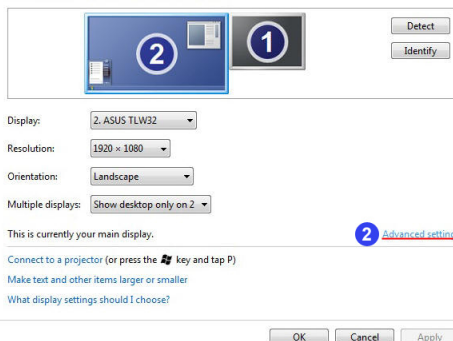 2
1
Detect
Identify
Display: 2. ASUS TLW32
Resolution: 1920 × 1080
Orientation: Landscape
Multiple displays: Show desktop only on 2
This is currently your main display.
2 Advanced setting
Connect to a projector (or press the key and tap P)
Make text and other items larger or smaller
What display settings should I choose?
OK Cancel Apply